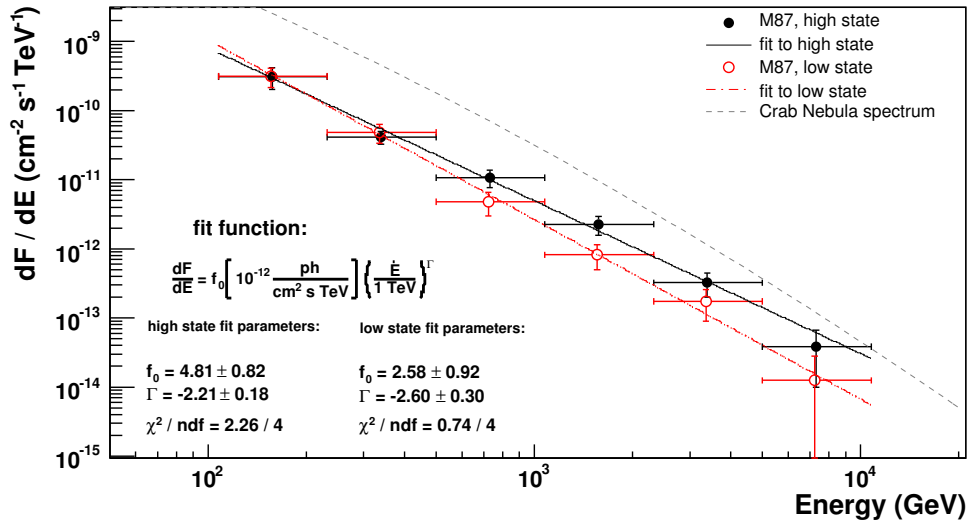 dF / dE (cm⁻² s⁻¹ TeV⁻¹)
10⁻⁹
10⁻¹⁰
10⁻¹¹
10⁻¹²
10⁻¹³
10⁻¹⁴
10⁻¹⁵
M87, high state
fit to high state
M87, low state
fit to low state
Crab Nebula spectrum
fit function:
dF/dE = f₀ [ 10⁻¹² ph / cm² s TeV ] ( E / 1 TeV )^Γ
high state fit parameters: low state fit parameters:
f₀ = 4.81 ± 0.82 f₀ = 2.58 ± 0.92
Γ = -2.21 ± 0.18 Γ = -2.60 ± 0.30
χ² / ndf = 2.26 / 4 χ² / ndf = 0.74 / 4
10² 10³ 10⁴
Energy (GeV)